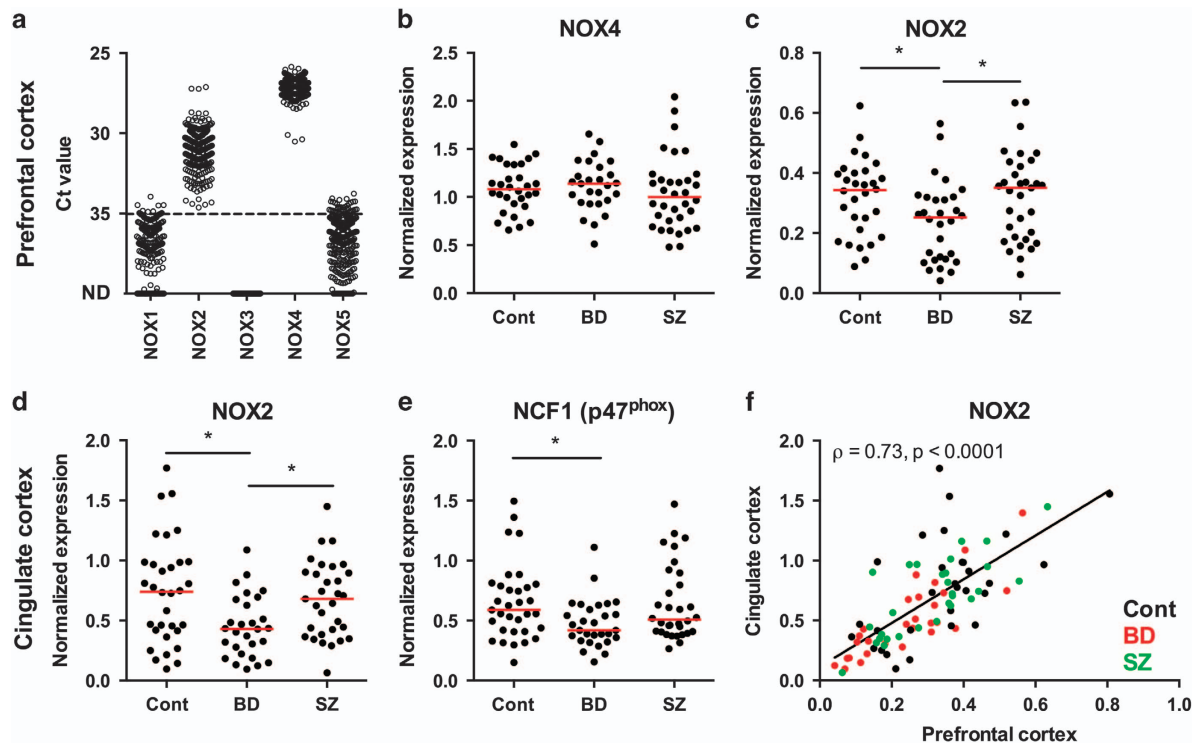 a
Prefrontal cortex
Ct value
25
30
35
ND
NOX1
NOX2
NOX3
NOX4
NOX5
b
NOX4
Normalized expression
2.5
2.0
1.5
1.0
0.5
0.0
Cont BD SZ
c
NOX2
Normalized expression
0.8
0.6
0.4
0.2
0.0
* *
Cont BD SZ
d
NOX2
Cingulate cortex
Normalized expression
2.0
1.5
1.0
0.5
0.0
* *
Cont BD SZ
e
NCF1 (p47phox)
Normalized expression
2.0
1.5
1.0
0.5
0.0
*
Cont BD SZ
f
NOX2
Cingulate cortex
2.0
1.5
1.0
0.5
0.0
ρ = 0.73, p < 0.0001
Cont
BD
SZ
0.0 0.2 0.4 0.6 0.8 1.0
Prefrontal cortex